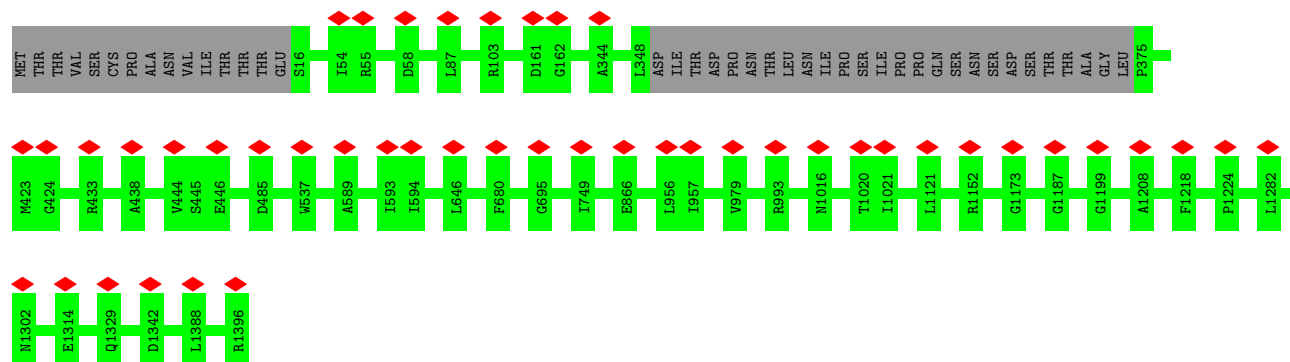 MET THR THR VAL SER CYS PRO ALA ASN VAL ILE THR THR THR GLU S16 I54 R55 D58 L87 R103 D161 G162 A344 L348 ASP ILE THR ASP PRO ASN THR LEU ASN ILE PRO SER ILE PRO PRO GLN SER ASN SER ASP SER THR THR ALA GLY LEU P375
M423 G424 R433 A438 V444 S445 E446 D485 W537 A589 I593 I594 L646 F680 G695 I749 E866 L956 I957 V979 R993 N1016 T1020 I1021 L1121 R1152 G1173 G1187 G1199 A1208 F1218 P1224 L1282
N1302 E1314 Q1329 D1342 L1388 R1396